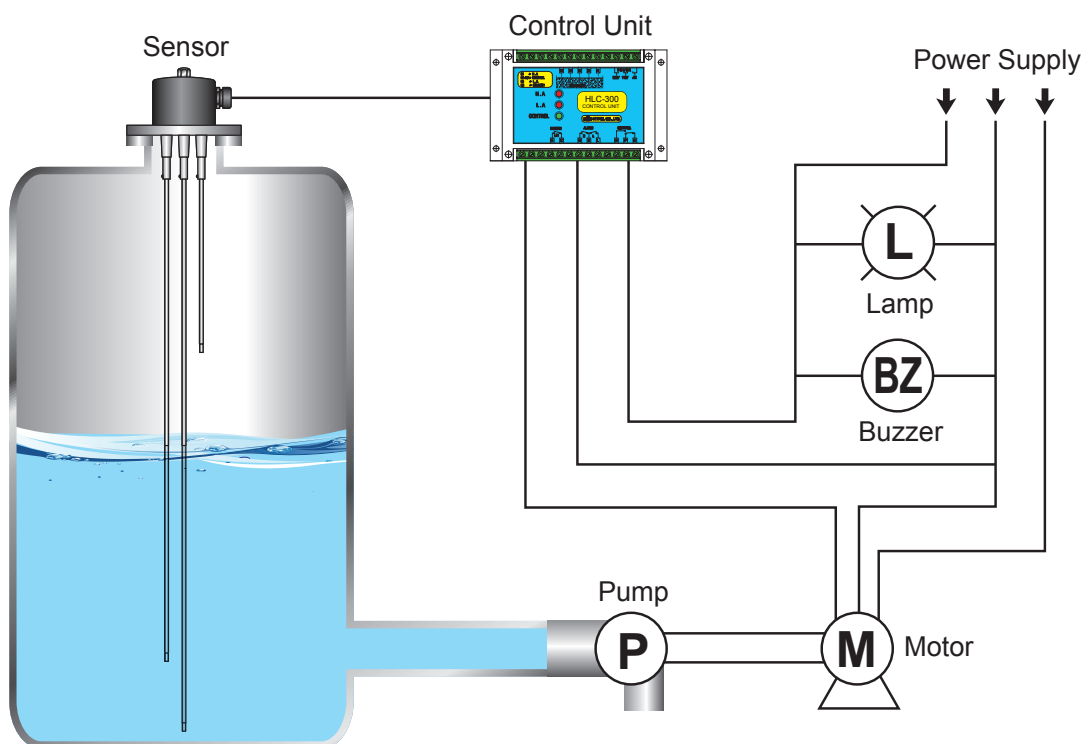 Control Unit
Sensor
Power Supply
H.A
L.A
CONTROL
HLC-300
CONTROL UNIT
L
Lamp
BZ
Buzzer
Pump
P
M
Motor